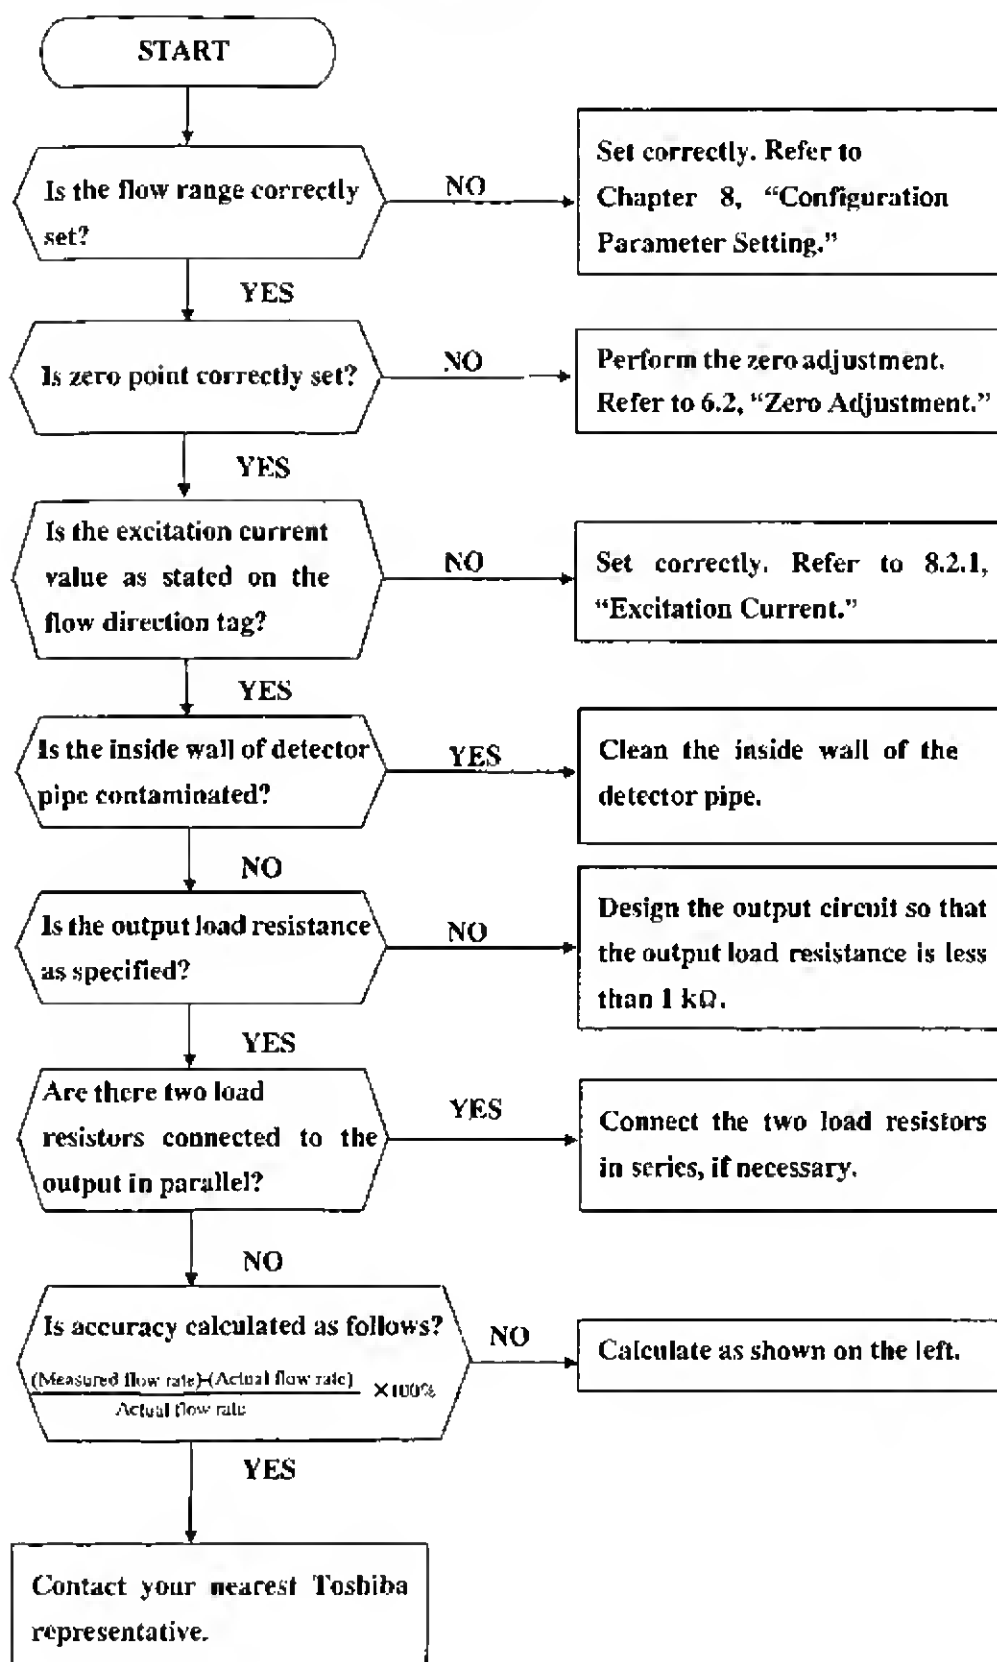 START
Is the flow range correctly
set?
NO
Set correctly. Refer to
Chapter 8, “Configuration
Parameter Setting.”
YES
Is zero point correctly set?
NO
Perform the zero adjustment.
Refer to 6.2, “Zero Adjustment.”
YES
Is the excitation current
value as stated on the
flow direction tag?
NO
Set correctly. Refer to 8.2.1,
“Excitation Current.”
YES
Is the inside wall of detector
pipe contaminated?
YES
Clean the inside wall of the
detector pipe.
NO
Is the output load resistance
as specified?
NO
Design the output circuit so that
the output load resistance is less
than 1 kΩ.
YES
Are there two load
resistors connected to the
output in parallel?
YES
Connect the two load resistors
in series, if necessary.
NO
Is accuracy calculated as follows?
(Measured flow rate)-(Actual flow rate)
Actual flow rate
×100%
NO
Calculate as shown on the left.
YES
Contact your nearest Toshiba
representative.